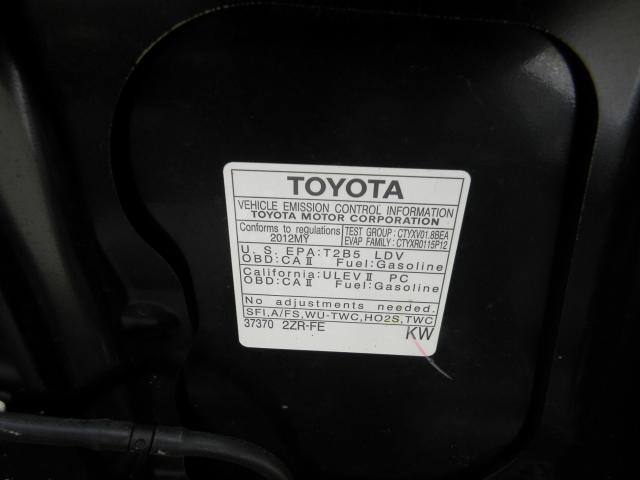 TOYOTA
VEHICLE EMISSION CONTROL INFORMATION
TOYOTA MOTOR CORPORATION
Conforms to regulations
2012MY
TEST GROUP : CTYXV01.8BEA
EVAP FAMILY : CTYXR0115P12
U. S. EPA:T2B5 LDV
OBD:CA II Fuel:Gasoline
California:ULEV II PC
OBD:CA II Fuel:Gasoline
No adjustments needed.
SFI,A/FS,WU-TWC,HO2S,TWC
37370 2ZR-FE KW